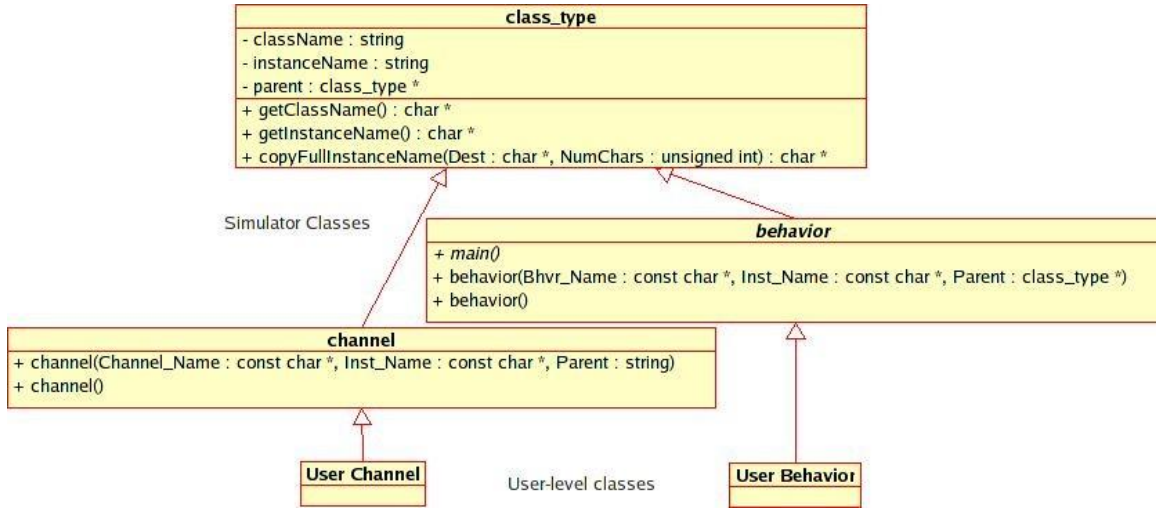 class_type
- className : string
- instanceName : string
- parent : class_type *
+ getClassName() : char *
+ getInstanceName() : char *
+ copyFullInstanceName(Dest : char *, NumChars : unsigned int) : char *
Simulator Classes
behavior
+ main()
+ behavior(Bhvr_Name : const char *, Inst_Name : const char *, Parent : class_type *)
+ behavior()
channel
+ channel(Channel_Name : const char *, Inst_Name : const char *, Parent : string)
+ channel()
User Channel
User-level classes
User Behavior